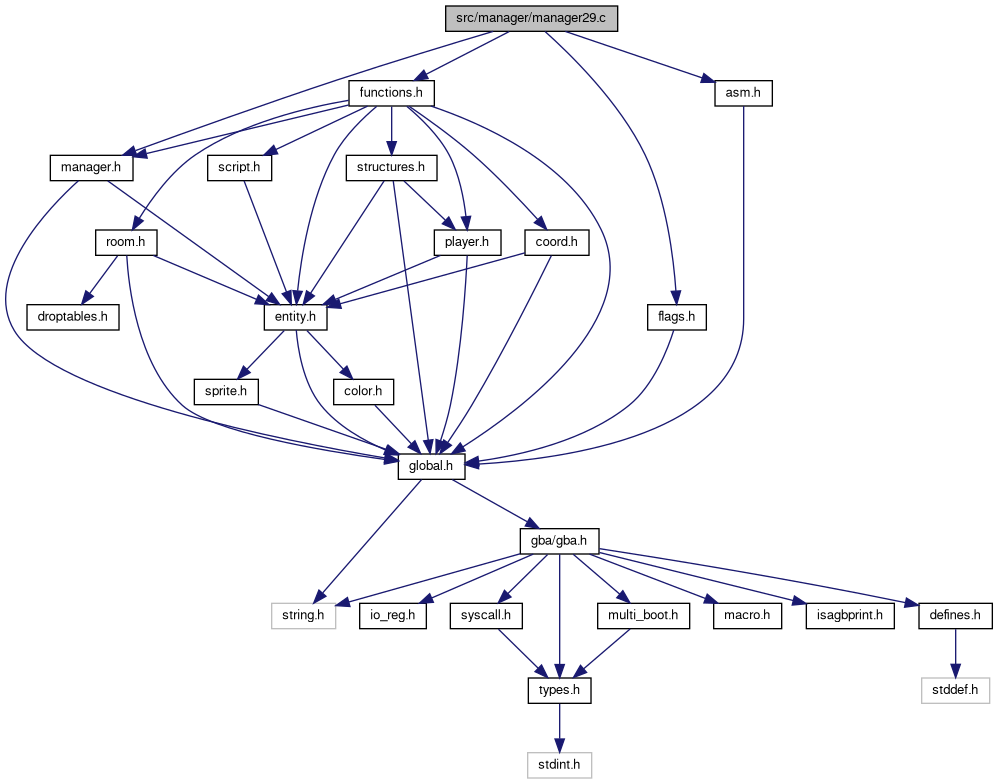 src/manager/manager29.c
functions.h
asm.h
manager.h
script.h
structures.h
room.h
player.h
coord.h
droptables.h
entity.h
flags.h
sprite.h
color.h
global.h
gba/gba.h
string.h
io_reg.h
syscall.h
multi_boot.h
macro.h
isagbprint.h
defines.h
types.h
stddef.h
stdint.h